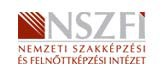 NSZFI
NEMZETI SZAKKÉPZÉSI
ÉS FELNŐTTKÉPZÉSI INTÉZET